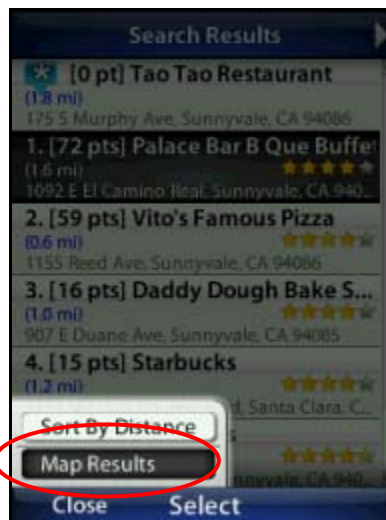 Search Results
[0 pt] Tao Tao Restaurant
(1.8 mi)
175 S Murphy Ave, Sunnyvale, CA 94086
1. [72 pts] Palace Bar B Que Buffe
(1.6 mi)
1092 E El Camino Real, Sunnyvale, CA 940...
2. [59 pts] Vito's Famous Pizza
(0.6 mi)
1155 Reed Ave, Sunnyvale, CA 94086
3. [16 pts] Daddy Dough Bake S...
(1.0 mi)
907 E Duane Ave, Sunnyvale, CA 94085
4. [15 pts] Starbucks
(1.2 mi)
Santa Clara, C...
Sort By Distance
Map Results
CA 940...
Close Select